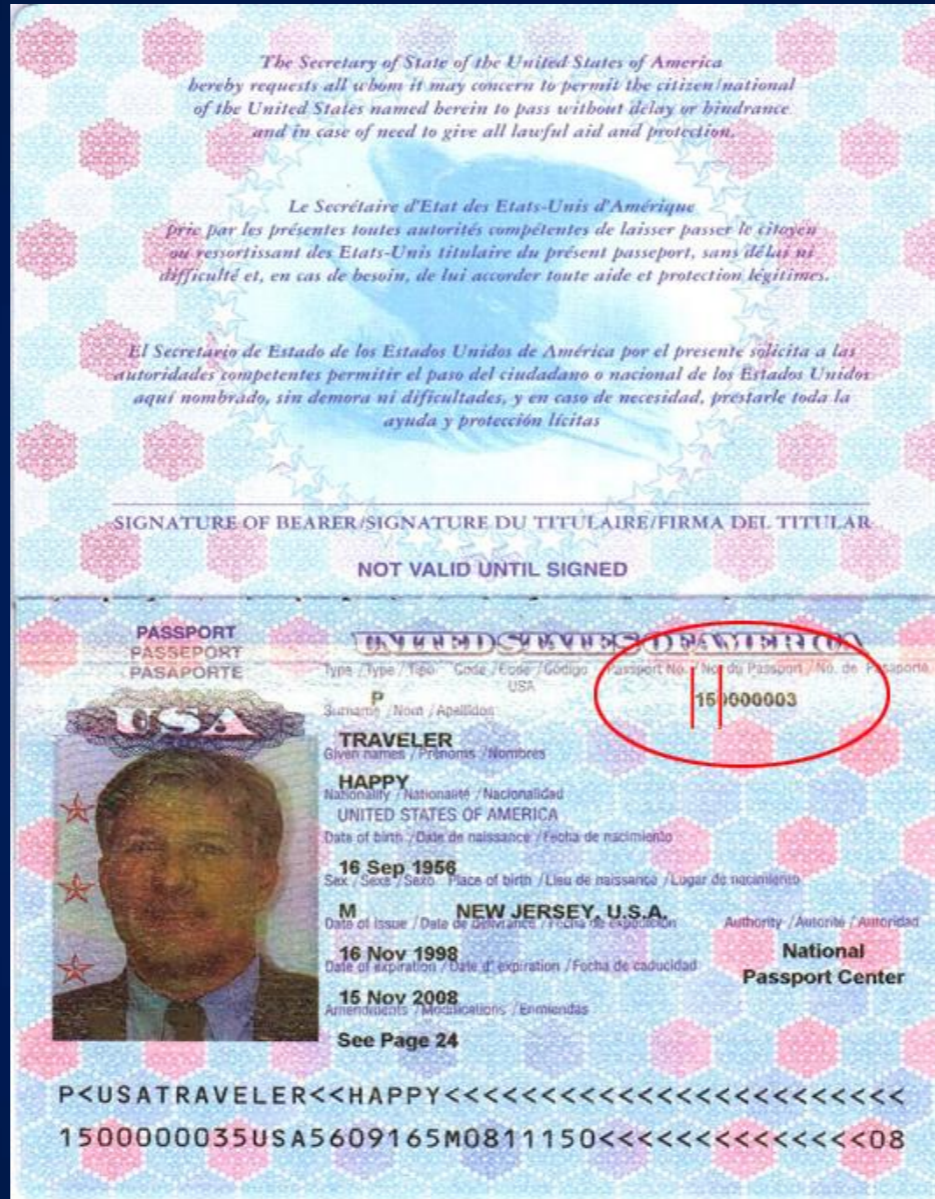 The Secretary of State of the United States of America
hereby requests all whom it may concern to permit the citizen/national
of the United States named herein to pass without delay or hindrance
and in case of need to give all lawful aid and protection.
Le Secrétaire d'Etat des Etats-Unis d'Amérique
prie par les présentes toutes autorités compétentes de laisser passer le citoyen
ou ressortissant des Etats-Unis titulaire du présent passeport, sans délai ni
difficulté et, en cas de besoin, de lui accorder toute aide et protection légitimes.
El Secretario de Estado de los Estados Unidos de América por el presente solicita a las
autoridades competentes permitir el paso del ciudadano o nacional de los Estados Unidos
aquí nombrado, sin demora ni dificultades, y en caso de necesidad, prestarle toda la
ayuda y protección lícitas
SIGNATURE OF BEARER/SIGNATURE DU TITULAIRE/FIRMA DEL TITULAR
NOT VALID UNTIL SIGNED
PASSPORT
PASSEPORT
PASAPORTE
USA
UNITED STATES OF AMERICA
Type / Type / Tipo Code / Code / Código Passport No. / No. du Passport / No. de Pasaporte
P USA 150000003
Surname / Nom / Apellidos
TRAVELER
Given names / Prénoms / Nombres
HAPPY
Nationality / Nationalité / Nacionalidad
UNITED STATES OF AMERICA
Date of birth / Date de naissance / Fecha de nacimiento
16 Sep 1956
Sex / Sexe / Sexo Place of birth / Lieu de naissance / Lugar de nacimiento
M NEW JERSEY, U.S.A.
Date of issue / Date de délivrance / Fecha de expedición Authority / Autorité / Autoridad
16 Nov 1998 National
Passport Center
Date of expiration / Date d'expiration / Fecha de caducidad
15 Nov 2008
Amendments / Modifications / Enmiendas
See Page 24
P<USATRAVELER<<HAPPY<<<<<<<<<<<<<<<<<<<<<<<<
1500000035USA5609165M0811150<<<<<<<<<<<<<<08